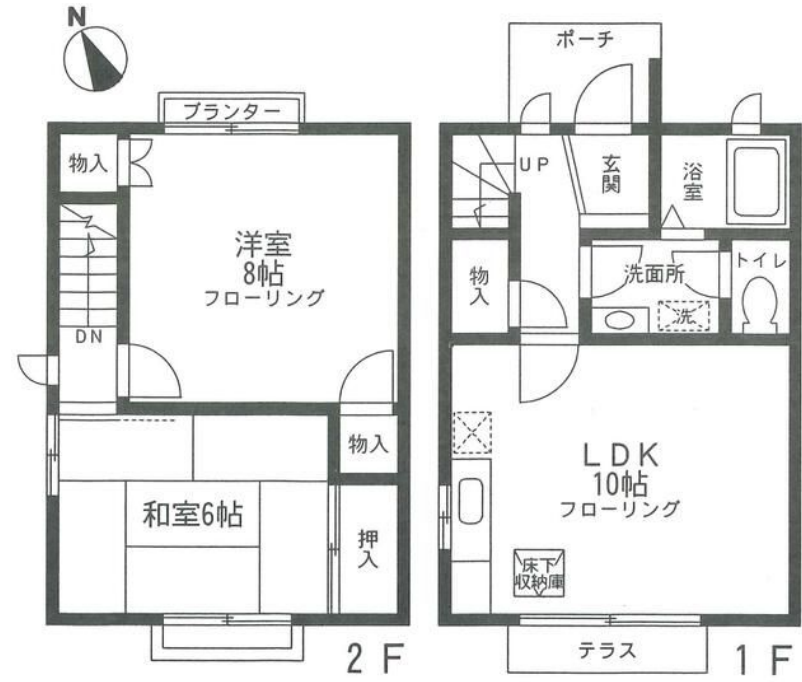 N
プランター
物入
洋室
8帖
フローリング
DN
物入
和室6帖
押入
2F
ポーチ
UP
玄関
浴室
物入
洗面所
トイレ
洗
LDK
10帖
フローリング
床下
収納庫
テラス
1F